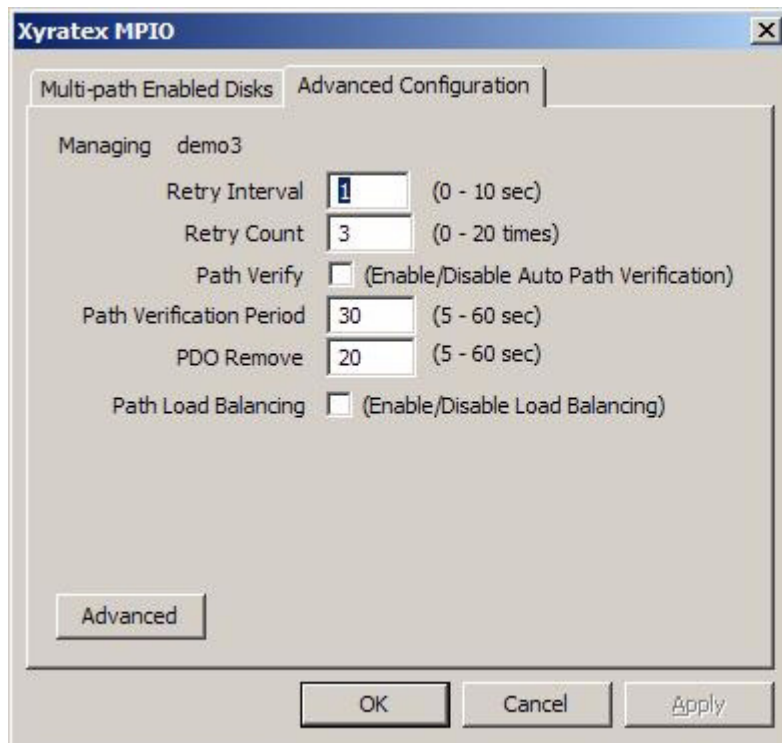 Xyratex MPIO
Multi-path Enabled Disks Advanced Configuration
Managing demo3
Retry Interval 1 (0 - 10 sec)
Retry Count 3 (0 - 20 times)
Path Verify (Enable/Disable Auto Path Verification)
Path Verification Period 30 (5 - 60 sec)
PDO Remove 20 (5 - 60 sec)
Path Load Balancing (Enable/Disable Load Balancing)
Advanced
OK Cancel Apply